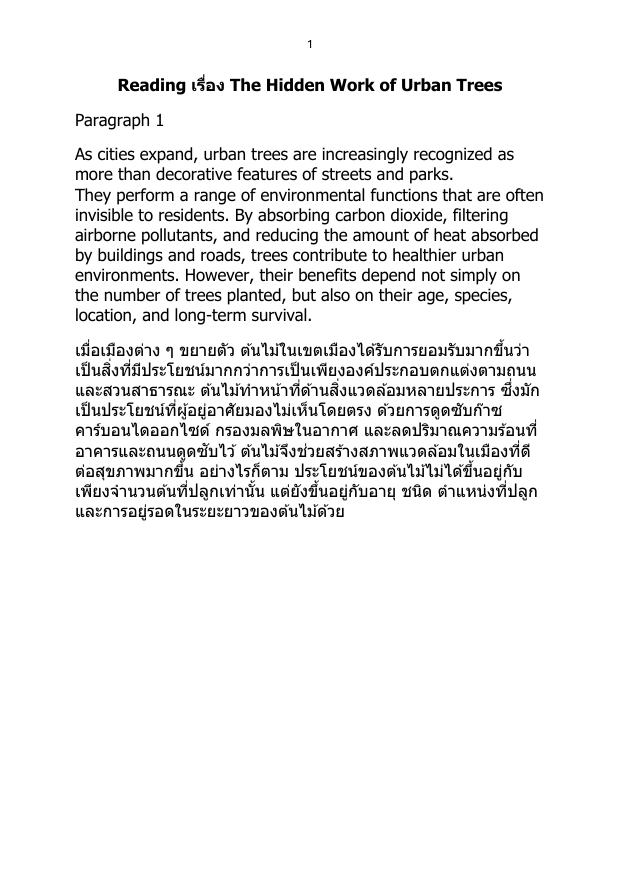 1
Reading เรื่อง The Hidden Work of Urban Trees
Paragraph 1
As cities expand, urban trees are increasingly recognized as
more than decorative features of streets and parks.
They perform a range of environmental functions that are often
invisible to residents. By absorbing carbon dioxide, filtering
airborne pollutants, and reducing the amount of heat absorbed
by buildings and roads, trees contribute to healthier urban
environments. However, their benefits depend not simply on
the number of trees planted, but also on their age, species,
location, and long-term survival.
เมื่อเมืองต่าง ๆ ขยายตัว ต้นไม้ในเขตเมืองได้รับการยอมรับมากขึ้นว่า
เป็นสิ่งที่มีประโยชน์มากกว่าการเป็นเพียงองค์ประกอบตกแต่งตามถนน
และสวนสาธารณะ ต้นไม้ทำหน้าที่ด้านสิ่งแวดล้อมหลายประการ ซึ่งมัก
เป็นประโยชน์ที่ผู้อยู่อาศัยมองไม่เห็นโดยตรง ด้วยการดูดซับก๊าซ
คาร์บอนไดออกไซด์ กรองมลพิษในอากาศ และลดปริมาณความร้อนที่
อาคารและถนนดูดซับไว้ ต้นไม้จึงช่วยสร้างสภาพแวดล้อมในเมืองที่ดี
ต่อสุขภาพมากขึ้น อย่างไรก็ตาม ประโยชน์ของต้นไม้ไม่ได้ขึ้นอยู่กับ
เพียงจำนวนต้นที่ปลูกเท่านั้น แต่ยังขึ้นอยู่กับอายุ ชนิด ตำแหน่งที่ปลูก
และการอยู่รอดในระยะยาวของต้นไม้ด้วย